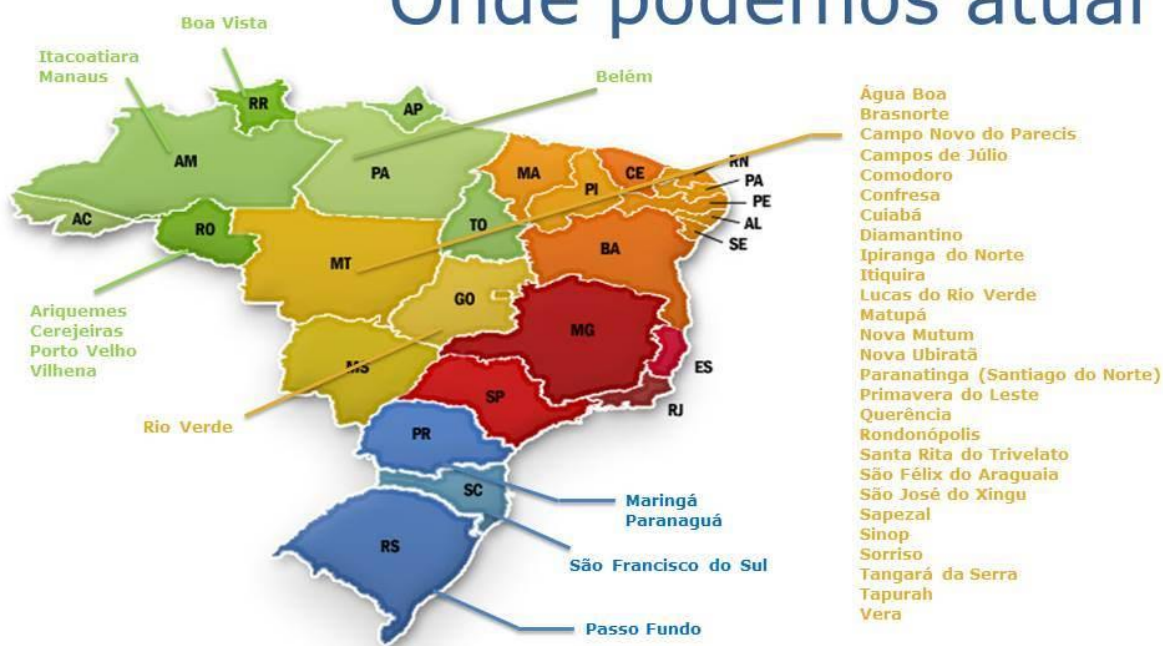 Onde podemos atuar
Boa Vista
Itacoatiara
Manaus
Belém
RR
AP
AM
PA
MA
PI
CE
RN
PA
PE
AL
SE
AC
RO
TO
BA
MT
GO
MG
MS
ES
SP
RJ
PR
SC
RS
Ariquemes
Cerejeiras
Porto Velho
Vilhena
Rio Verde
Maringá
Paranaguá
São Francisco do Sul
Passo Fundo
Água Boa
Brasnorte
Campo Novo do Parecis
Campos de Júlio
Comodoro
Confresa
Cuiabá
Diamantino
Ipiranga do Norte
Itiquira
Lucas do Rio Verde
Matupá
Nova Mutum
Nova Ubiratã
Paranatinga (Santiago do Norte)
Primavera do Leste
Querência
Rondonópolis
Santa Rita do Trivelato
São Félix do Araguaia
São José do Xingu
Sapezal
Sinop
Sorriso
Tangará da Serra
Tapurah
Vera